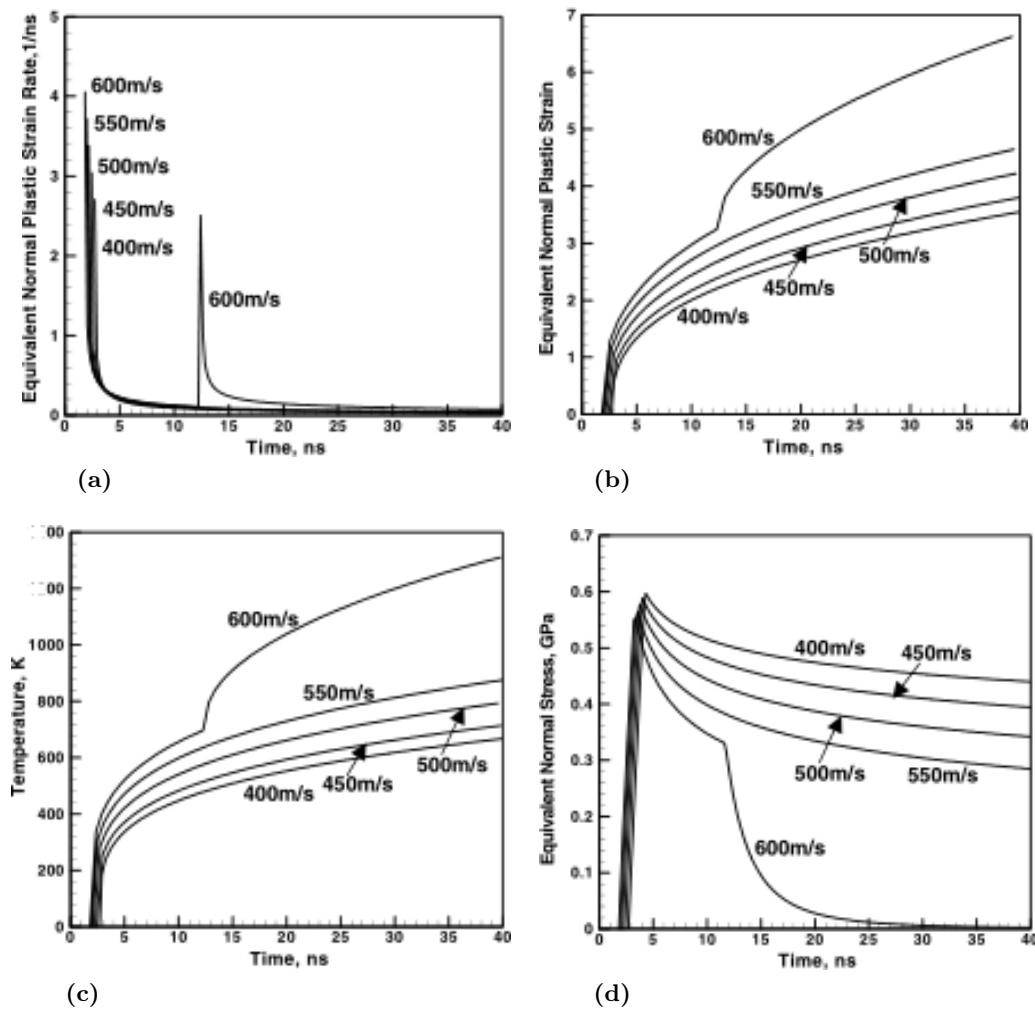 Equivalent Normal Plastic Strain Rate,1/ns
5
4
3
2
1
0
600m/s
550m/s
500m/s
450m/s
400m/s
600m/s
0 5 10 15 20 25 30 35 40
Time, ns
(a)
Equivalent Normal Plastic Strain
7
6
5
4
3
2
1
0
600m/s
550m/s
500m/s
450m/s
400m/s
0 5 10 15 20 25 30 35 40
Time, ns
(b)
Temperature, K
1000
800
600
400
200
0
600m/s
550m/s
500m/s
450m/s
400m/s
0 5 10 15 20 25 30 35 40
Time, ns
(c)
Equivalent Normal Stress, GPa
0.7
0.6
0.5
0.4
0.3
0.2
0.1
0
400m/s
450m/s
500m/s
550m/s
600m/s
0 5 10 15 20 25 30 35 40
Time, ns
(d)